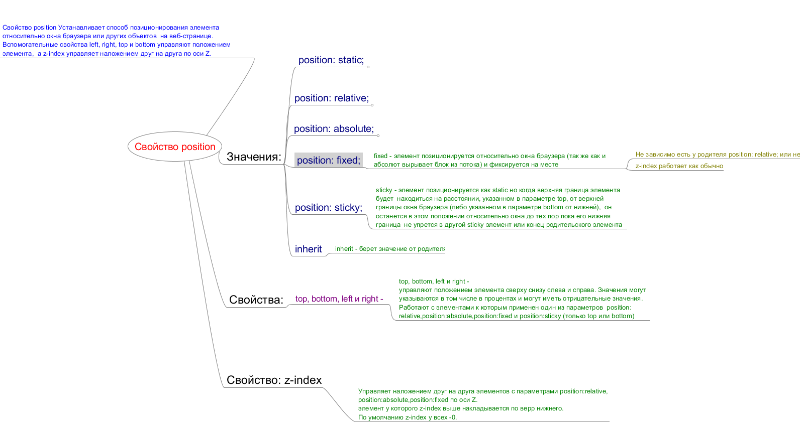 Свойство position Устанавливает способ позиционирования элемента
относительно окна браузера или других объектов на веб-странице.
Вспомогательные свойства left, right, top и bottom управляют положением
элемента, а z-index управляет наложением друг на друга по оси Z.
Свойство position
Значения:
position: static;
position: relative;
position: absolute;
position: fixed;
fixed - элемент позиционируется относительно окна браузера (так же как и
абсолют вырывает блок из потока) и фиксируется на месте
Не зависимо есть у родителя position: relative; или не
z-index работает как обычно
position: sticky;
sticky - элемент позиционируется как static но когда верхняя граница элемента
будет находиться на расстоянии, указанном в параметре top, от верхней
границы окна браузера (либо указанном в параметре bottom от нижней), он
останется в этом положении относительно окна до тех пор пока его нижняя
граница не упрется в другой sticky элемент или конец родительского элемента
inherit
inherit - берет значение от родителя
Свойства:
top, bottom, left и right -
top, bottom, left и right -
управляют положением элемента сверху снизу слева и справа. Значения могут
указываются в том числе в процентах и могут иметь отрицательные значения.
Работают с элементами к которым применен один из параметров position:
relative,position:absolute,position:fixed и position:sticky (только top или bottom)
Свойство: z-index
Управляет наложением друг на друга элементов с параметрами position:relative,
position:absolute,position:fixed по оси Z.
элемент у которого z-index выше накладывается по верх нижнего.
По умолчанию z-index у всех -0.